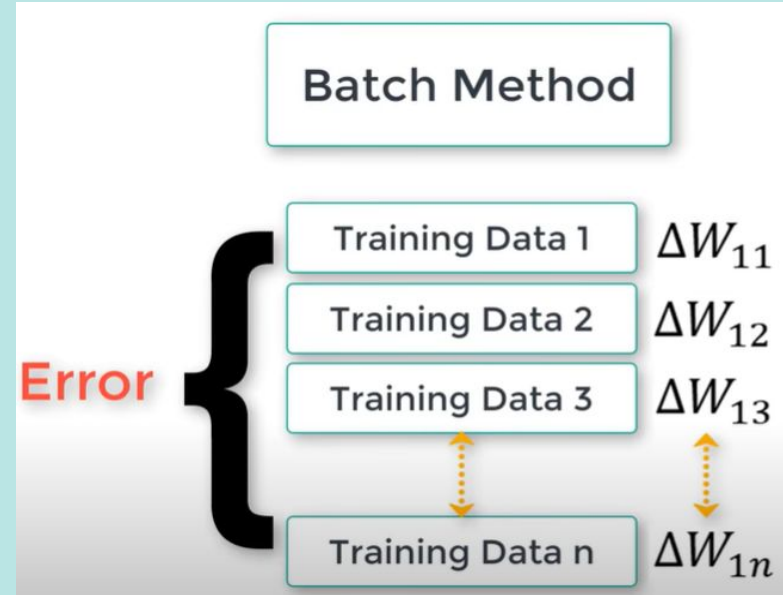 Batch Method
Training Data 1 ΔW₁₁
Training Data 2 ΔW₁₂
Error
Training Data 3 ΔW₁₃
Training Data n ΔW₁ₙ